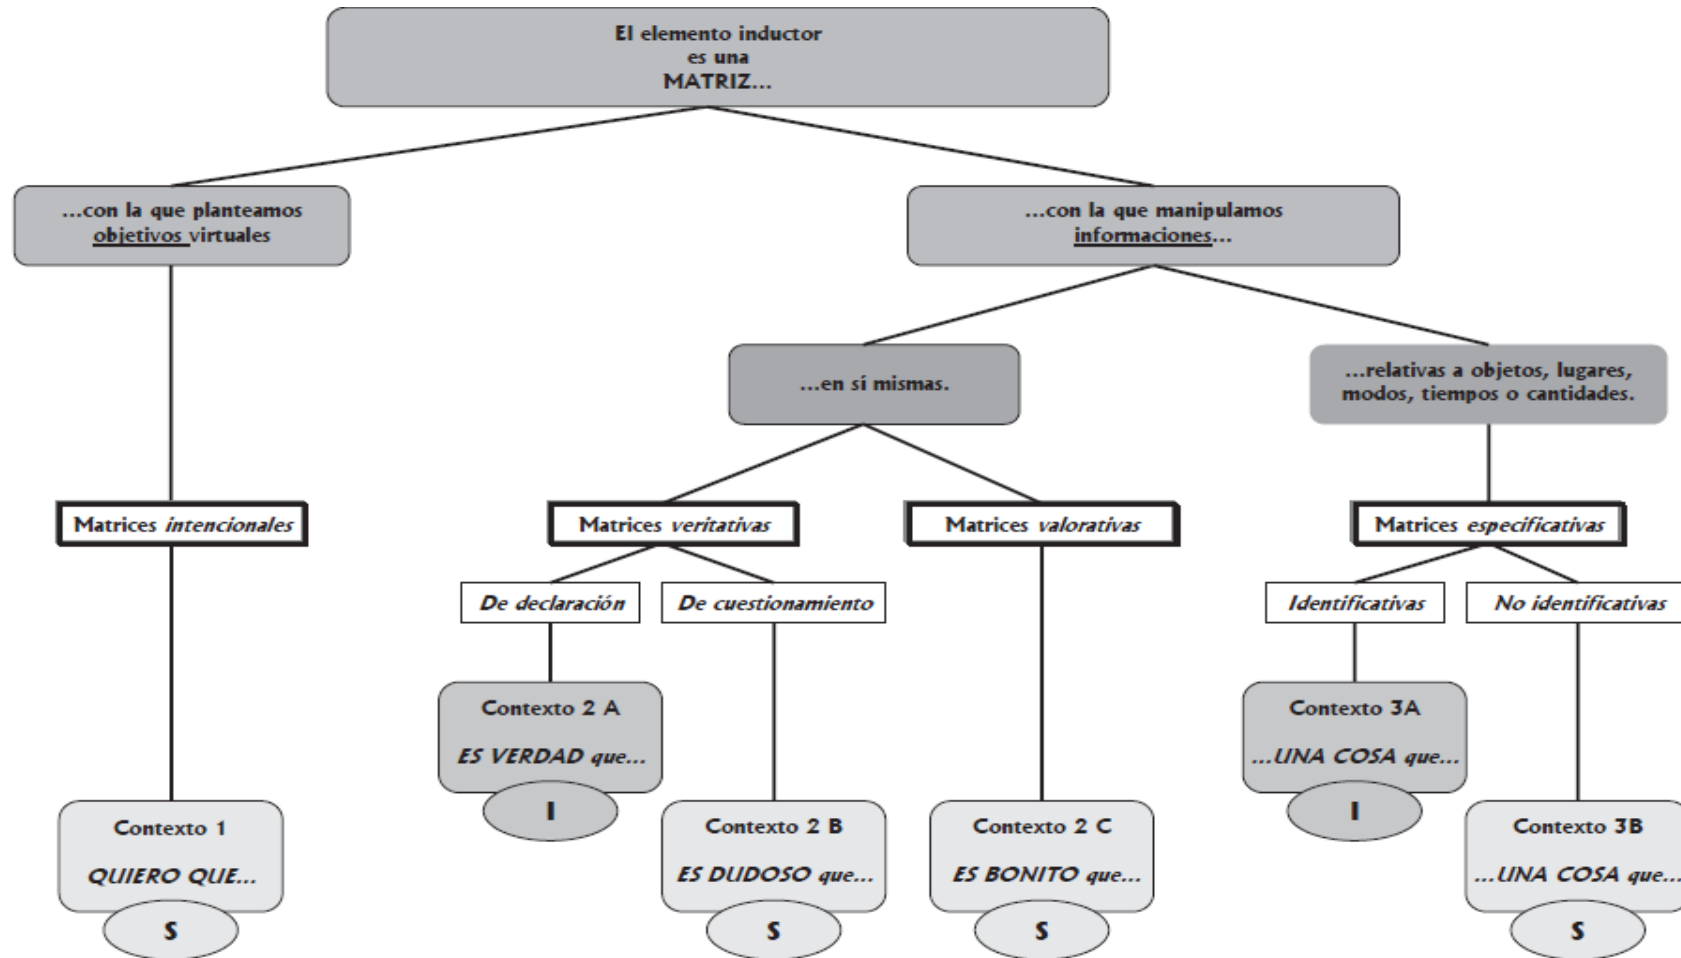 El elemento inductor
es una
MATRIZ...
...con la que planteamos
objetivos virtuales
...con la que manipulamos
informaciones...
...en sí mismas.
...relativas a objetos, lugares,
modos, tiempos o cantidades.
Matrices intencionales
Matrices veritativas
Matrices valorativas
Matrices especificativas
De declaración
De cuestionamiento
Identificativas
No identificativas
Contexto 2 A
ES VERDAD que...
I
Contexto 3A
...UNA COSA que...
I
Contexto 1
QUIERO QUE...
S
Contexto 2 B
ES DUDOSO que...
S
Contexto 2 C
ES BONITO que...
S
Contexto 3B
...UNA COSA que...
S